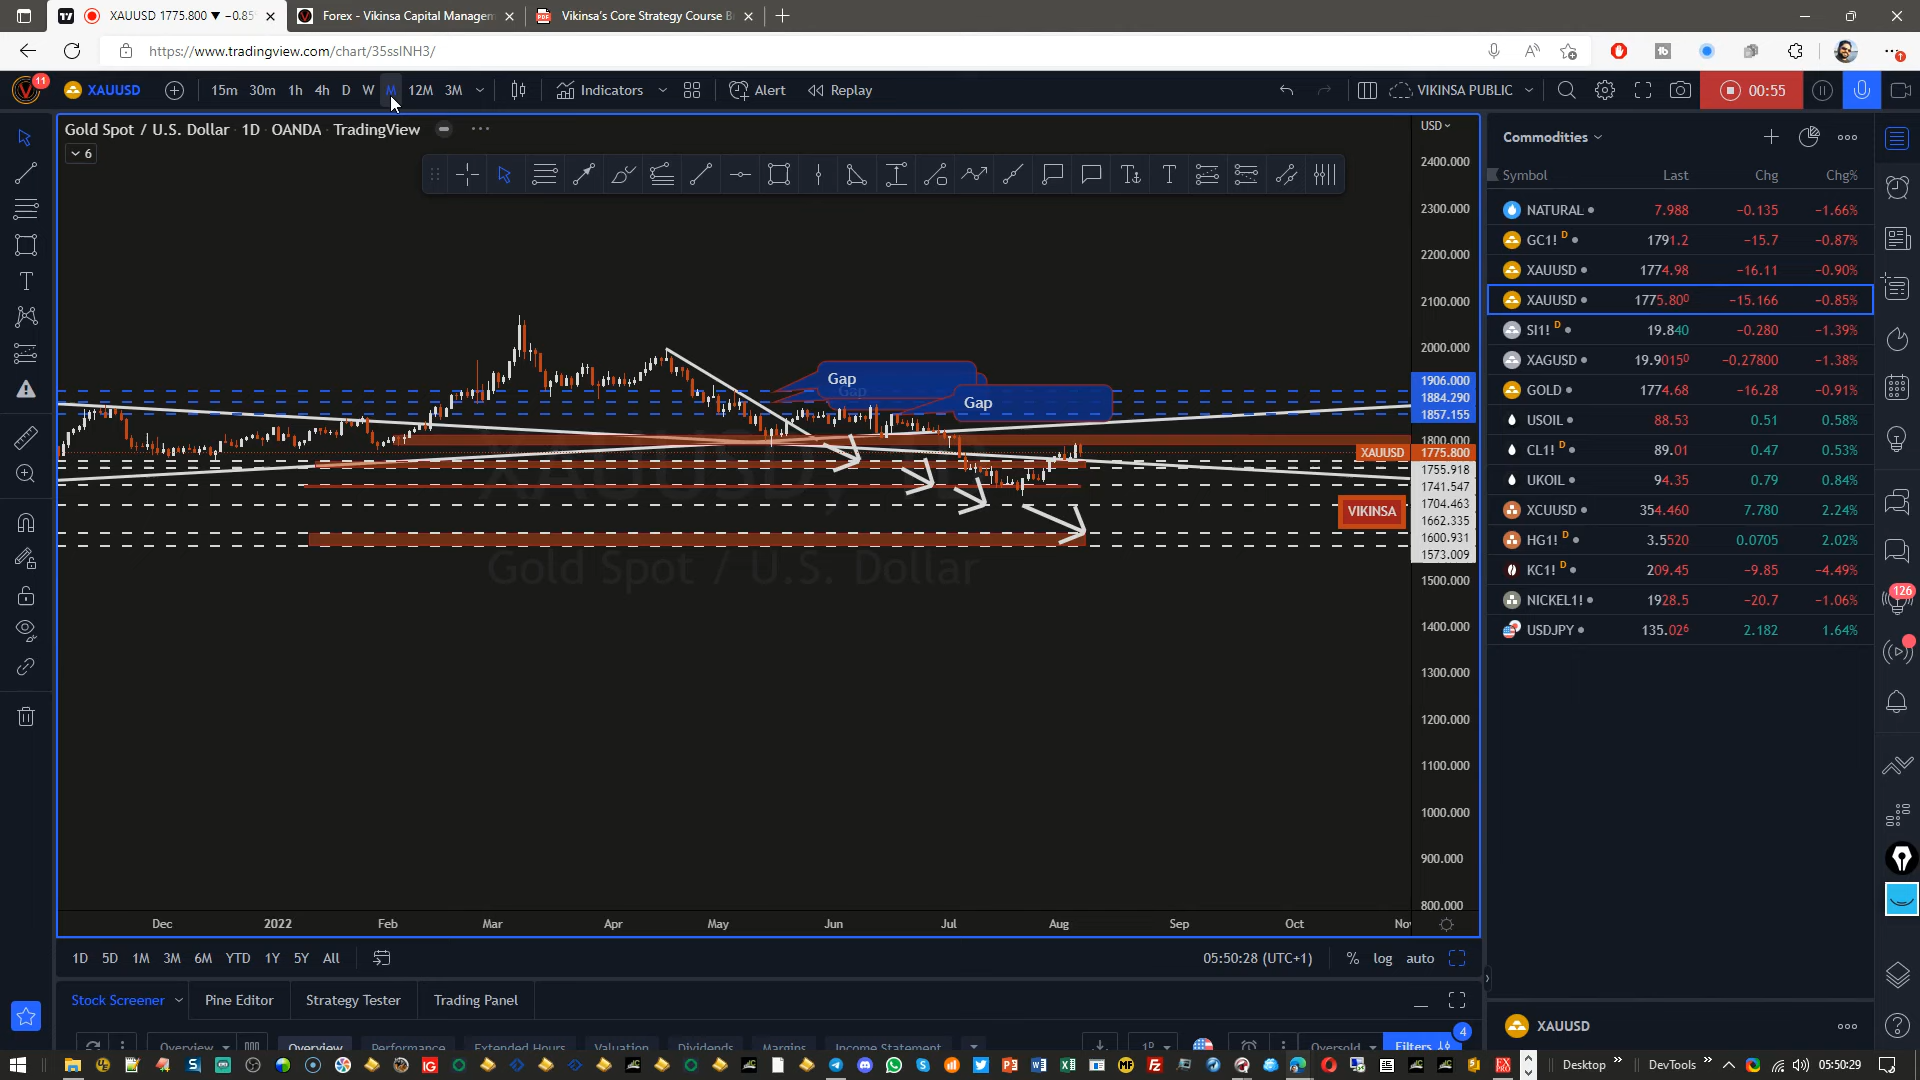 XAUUSD 1775.800 ▼ −0.85
Forex - Vikinsa Capital Managem
Vikinsa's Core Strategy Course B
https://www.tradingview.com/chart/35ssINH3/
11
XAUUSD
15m 30m 1h 4h D W M 12M 3M
Indicators
Alert
Replay
VIKINSA PUBLIC
00:55
Gold Spot / U.S. Dollar · 1D · OANDA · TradingView
6
USD
2400.000
2300.000
2200.000
2100.000
2000.000
1906.000
1884.290
1857.155
1800.000
XAUUSD 1775.800
1755.918
1741.547
1704.463
1662.335
1600.931
1573.009
1500.000
1400.000
1300.000
1200.000
1100.000
1000.000
900.000
800.000
Gap
Gap
Gap
VIKINSA
XAUUSD,
Gold Spot / U.S. Dollar
Dec 2022 Feb Mar Apr May Jun Jul Aug Sep Oct No
1D 5D 1M 3M 6M YTD 1Y 5Y All
05:50:28 (UTC+1) % log auto
Stock Screener Pine Editor Strategy Tester Trading Panel
Overview Overview Performance Extended Hours Valuation Dividends Margins Income Statement
1D Oversold Filters 4
Commodities
Symbol Last Chg Chg%
NATURAL 7.988 −0.135 −1.66%
GC1! D 1791.2 −15.7 −0.87%
XAUUSD 1774.98 −16.11 −0.90%
XAUUSD 1775.800 −15.166 −0.85%
SI1! D 19.840 −0.280 −1.39%
XAGUSD 19.90150 −0.27800 −1.38%
GOLD 1774.68 −16.28 −0.91%
USOIL 88.53 0.51 0.58%
CL1! D 89.01 0.47 0.53%
UKOIL 94.35 0.79 0.84%
XCUUSD 354.460 7.780 2.24%
HG1! D 3.5520 0.0705 2.02%
KC1! D 209.45 −9.85 −4.49%
NICKEL1! 1928.5 −20.7 −1.06%
USDJPY 135.026 2.182 1.64%
126
XAUUSD
Desktop
DevTools
05:50:29